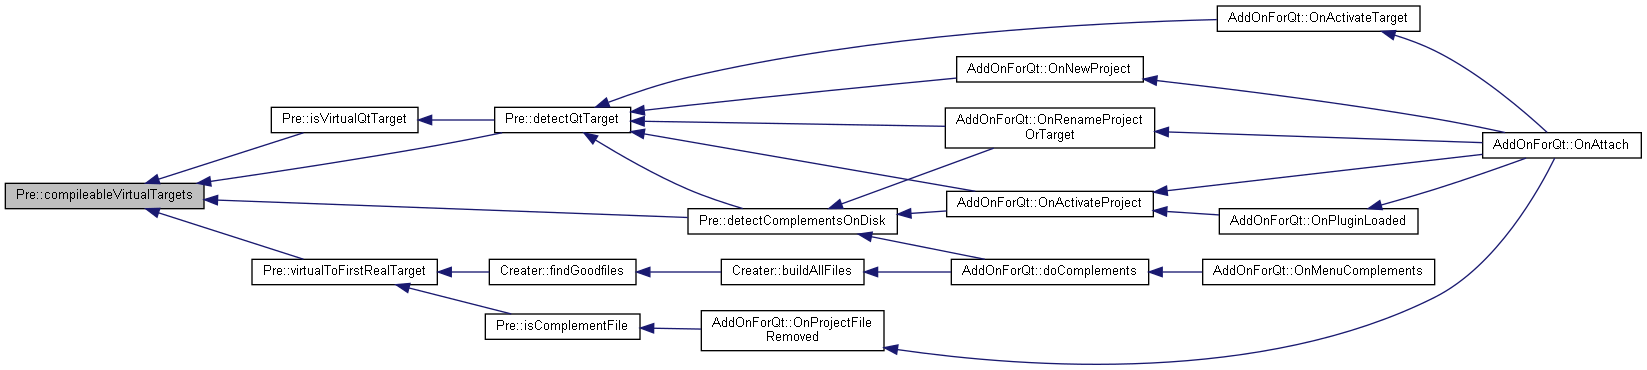 AddOnForQt::OnActivateTarget
AddOnForQt::OnNewProject
Pre::isVirtualQtTarget
Pre::detectQtTarget
AddOnForQt::OnRenameProject
OrTarget
AddOnForQt::OnAttach
Pre::compileableVirtualTargets
AddOnForQt::OnActivateProject
Pre::detectComplementsOnDisk
AddOnForQt::OnPluginLoaded
Pre::virtualToFirstRealTarget
Creater::findGoodfiles
Creater::buildAllFiles
AddOnForQt::doComplements
AddOnForQt::OnMenuComplements
Pre::isComplementFile
AddOnForQt::OnProjectFile
Removed